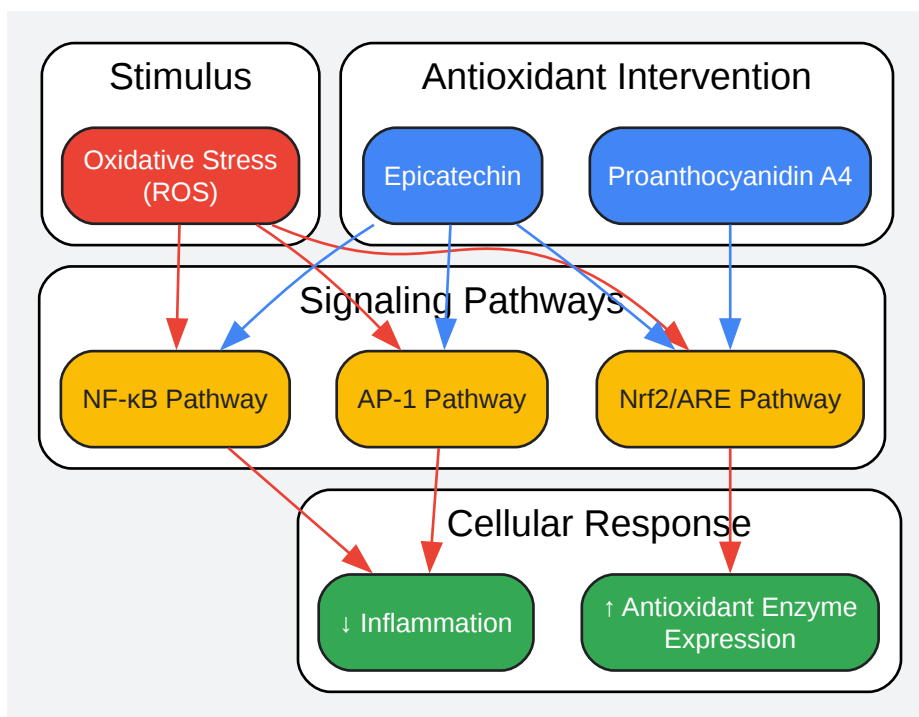 Stimulus
Antioxidant Intervention
Oxidative Stress
(ROS)
Epicatechin
Proanthocyanidin A4
Signaling Pathways
NF-κB Pathway
AP-1 Pathway
Nrf2/ARE Pathway
Cellular Response
↓ Inflammation
↑ Antioxidant Enzyme
Expression